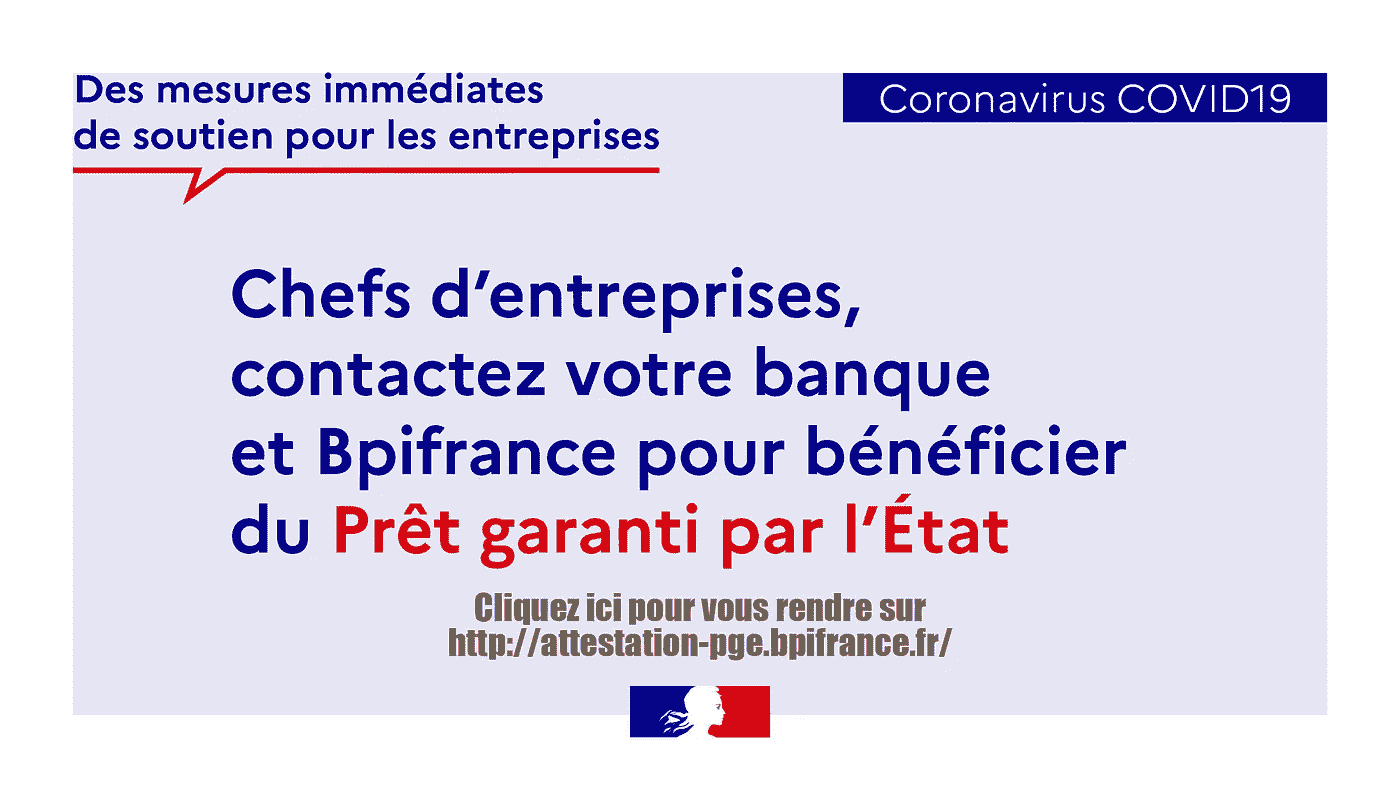 Des mesures immédiates
de soutien pour les entreprises
Coronavirus COVID19
Chefs d’entreprises,
contactez votre banque
et Bpifrance pour bénéficier
du Prêt garanti par l’État
Cliquez ici pour vous rendre sur
http://attestation-pge.bpifrance.fr/